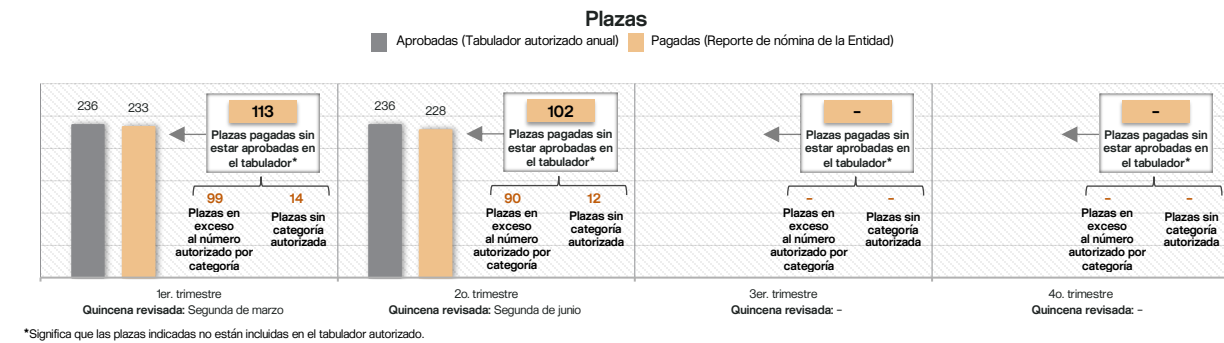 Plazas
Aprobadas (Tabulador autorizado anual)
Pagadas (Reporte de nómina de la Entidad)
236
233
113
Plazas pagadas sin
estar aprobadas en
el tabulador*
99
Plazas en
exceso
al número
autorizado por
categoría
14
Plazas sin
categoría
autorizada
1er. trimestre
Quincena revisada: Segunda de marzo
236
228
102
Plazas pagadas sin
estar aprobadas en
el tabulador*
90
Plazas en
exceso
al número
autorizado por
categoría
12
Plazas sin
categoría
autorizada
2o. trimestre
Quincena revisada: Segunda de junio
–
Plazas pagadas sin
estar aprobadas en
el tabulador*
–
Plazas en
exceso
al número
autorizado por
categoría
–
Plazas sin
categoría
autorizada
3er. trimestre
Quincena revisada: –
–
Plazas pagadas sin
estar aprobadas en
el tabulador*
–
Plazas en
exceso
al número
autorizado por
categoría
–
Plazas sin
categoría
autorizada
4o. trimestre
Quincena revisada: –
*Significa que las plazas indicadas no están incluidas en el tabulador autorizado.